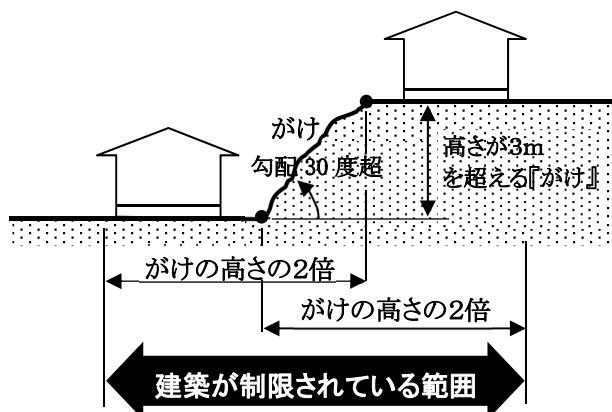 がけ
勾配 30 度超
高さが3m
を超える『がけ』
がけの高さの2倍
がけの高さの2倍
建築が制限されている範囲